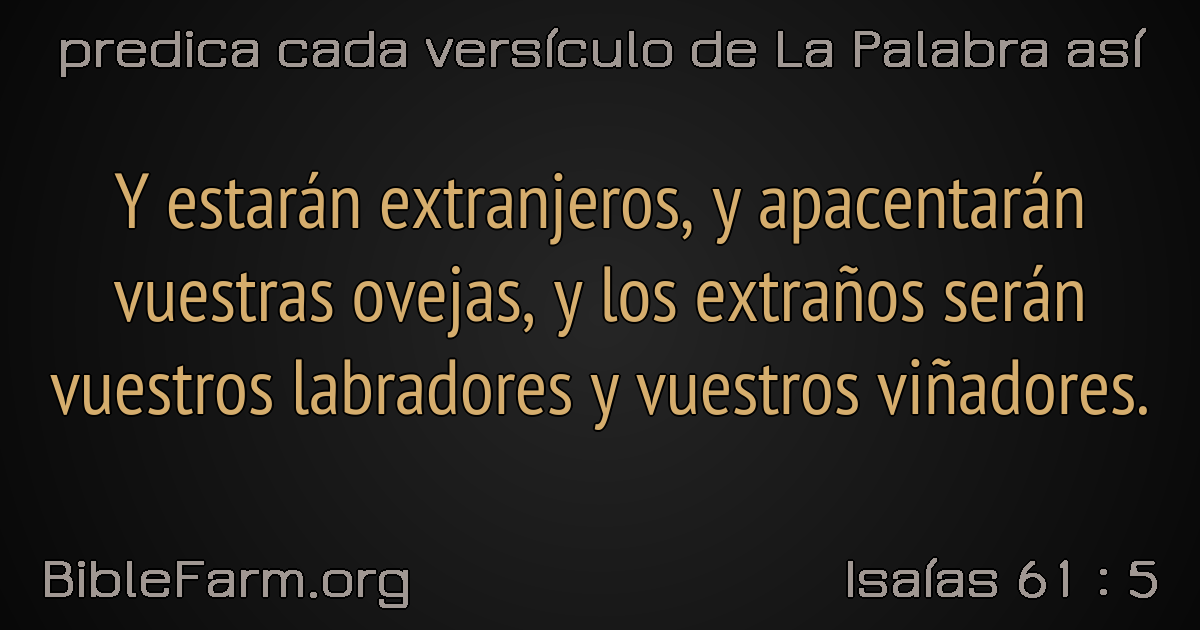 predica cada versículo de La Palabra así
Y estarán extranjeros, y apacentarán
vuestras ovejas, y los extraños serán
vuestros labradores y vuestros viñadores.
BibleFarm.org
Isaías 61 : 5